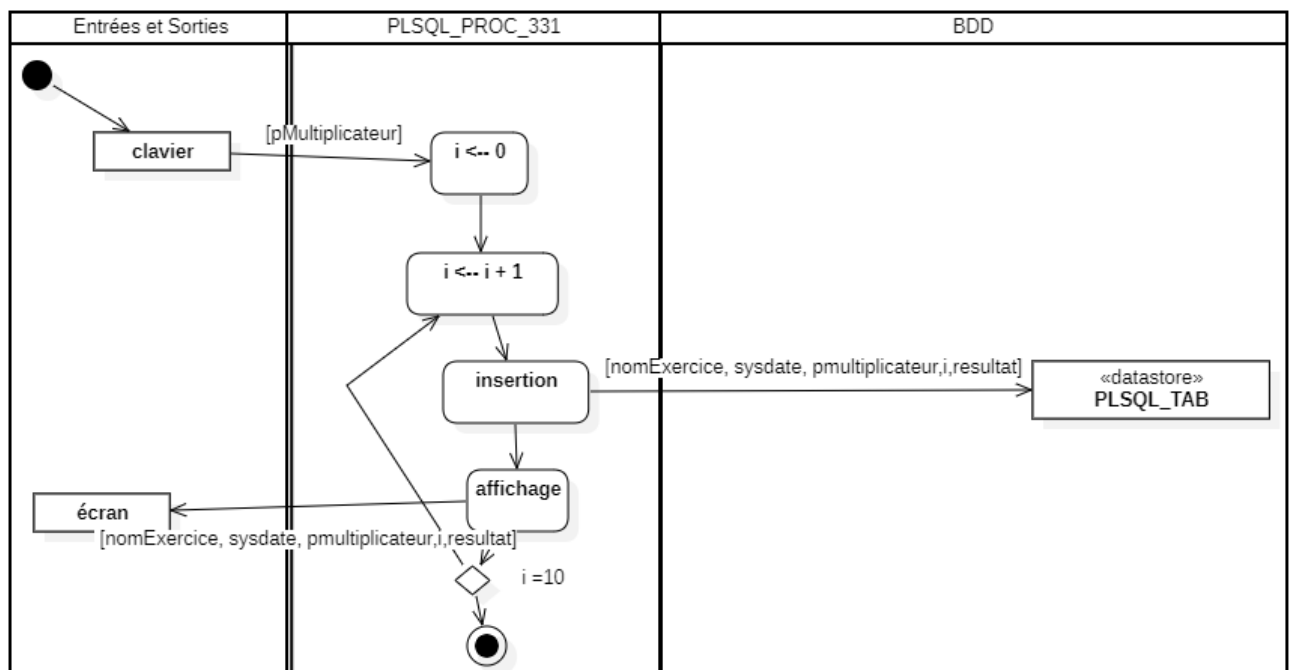 Entrées et Sorties
PLSQL_PROC_331
BDD
clavier
[pMultiplicateur]
i <-- 0
i <-- i + 1
insertion
[nomExercice, sysdate, pmultiplicateur,i,resultat]
«datastore»
PLSQL_TAB
affichage
écran
[nomExercice, sysdate, pmultiplicateur,i,resultat]
i =10